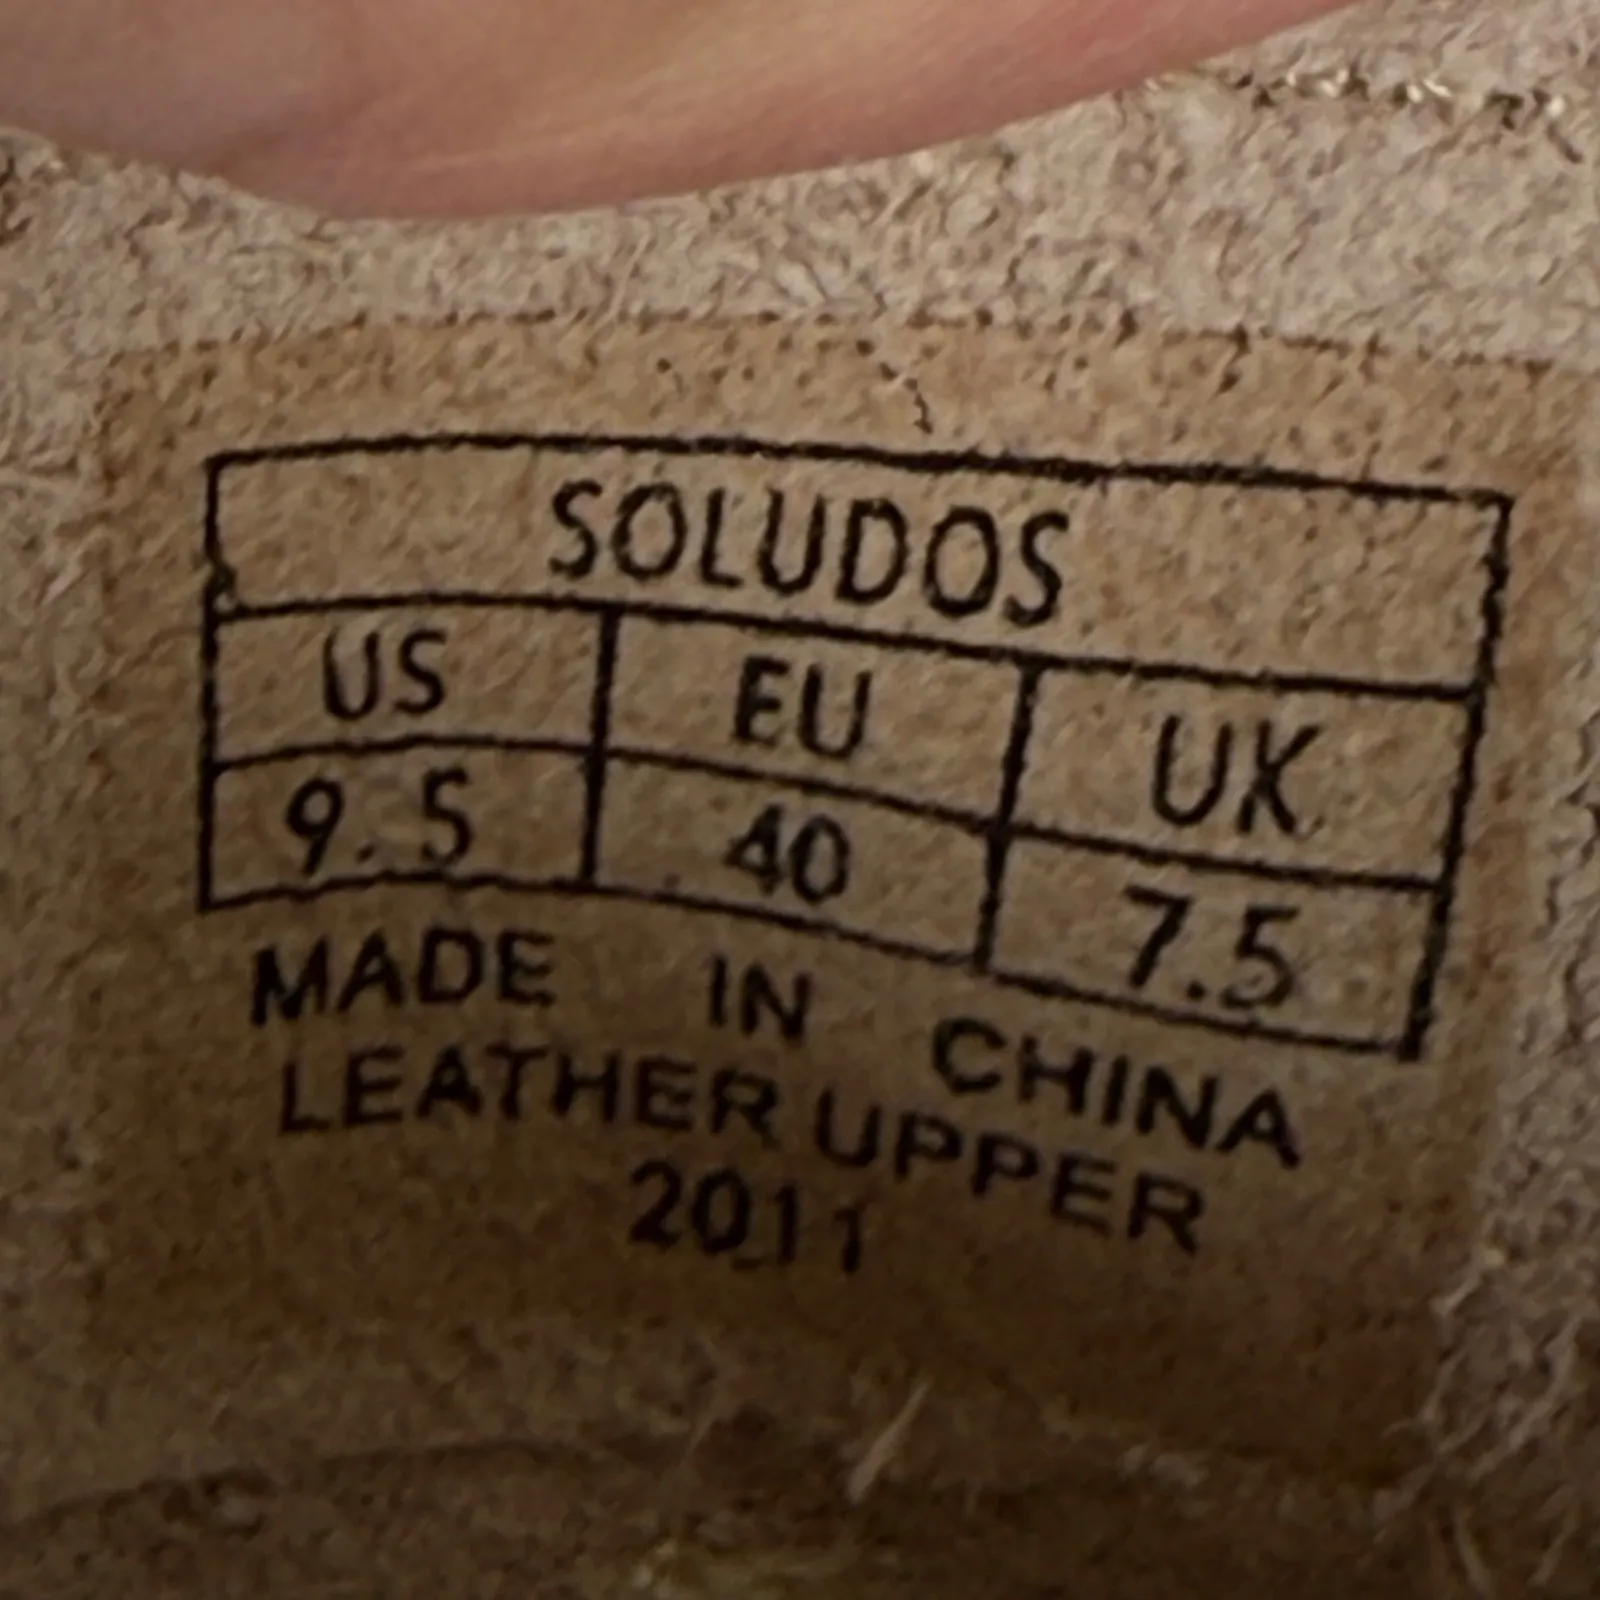 SOLUDOS
US EU UK
9.5 40 7.5
MADE IN CHINA
LEATHER UPPER
2011